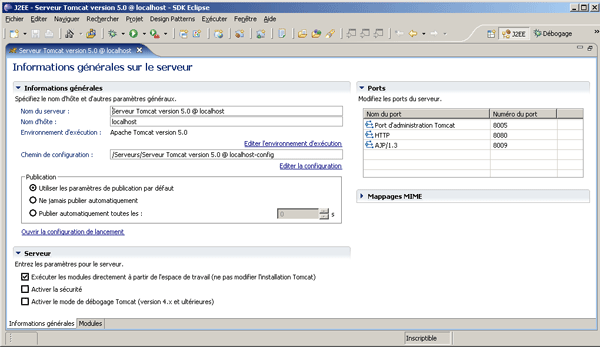 J2EE - Serveur Tomcat version 5.0 @ localhost - SDK Eclipse
Fichier Editer Naviguer Rechercher Projet Design Patterns Exécuter Fenêtre Aide
J2EE Débogage
Serveur Tomcat version 5.0 @ localhost
Informations générales sur le serveur
Informations générales
Spécifiez le nom d'hôte et d'autres paramètres généraux.
Nom du serveur : Serveur Tomcat version 5.0 @ localhost
Nom d'hôte : localhost
Environnement d'exécution : Apache Tomcat version 5.0
Editer l'environnement d'exécution
Chemin de configuration : /Serveurs/Serveur Tomcat version 5.0 @ localhost-config
Editer la configuration
Publication
Utiliser les paramètres de publication par défaut
Ne jamais publier automatiquement
Publier automatiquement toutes les : 0 s
Ouvrir la configuration de lancement
Serveur
Entrez les paramètres pour le serveur.
Exécuter les modules directement à partir de l'espace de travail (ne pas modifier l'installation Tomcat)
Activer la sécurité
Activer le mode de débogage Tomcat (version 4.x et ultérieures)
Ports
Modifiez les ports du serveur.
Nom du port Numéro du port
Port d'administration Tomcat 8005
HTTP 8080
AJP/1.3 8009
Mappages MIME
Informations générales Modules
Inscriptible